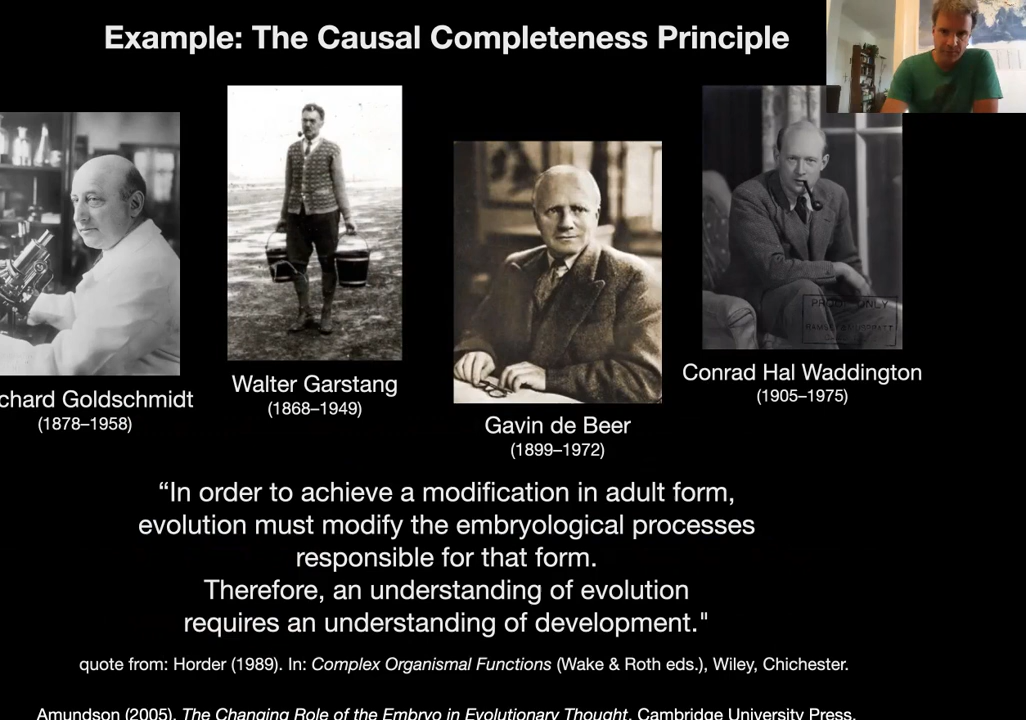 Example: The Causal Completeness Principle
chard Goldschmidt
(1878–1958)
Walter Garstang
(1868–1949)
Gavin de Beer
(1899–1972)
Conrad Hal Waddington
(1905–1975)
“In order to achieve a modification in adult form,
evolution must modify the embryological processes
responsible for that form.
Therefore, an understanding of evolution
requires an understanding of development."
quote from: Horder (1989). In: Complex Organismal Functions (Wake & Roth eds.), Wiley, Chichester.
Amundson (2005). The Changing Role of the Embryo in Evolutionary Thought. Cambridge University Press.